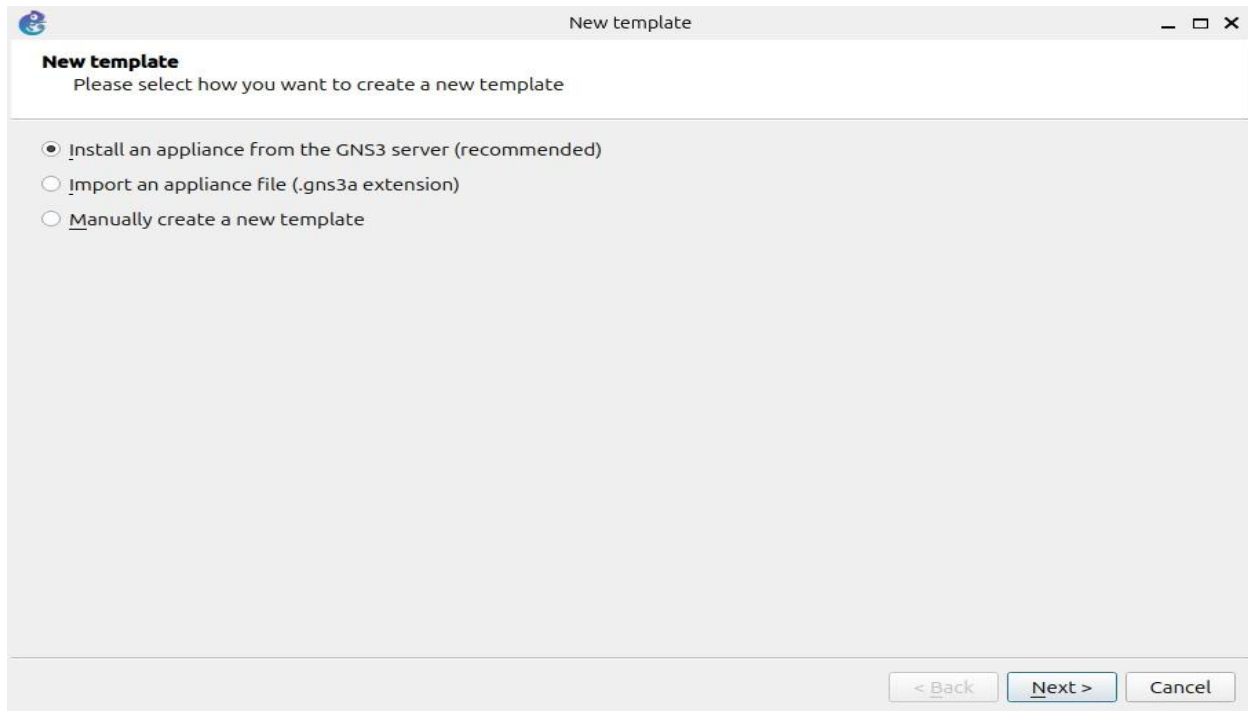 New template
New template
Please select how you want to create a new template
Install an appliance from the GNS3 server (recommended)
Import an appliance file (.gns3a extension)
Manually create a new template
< Back Next > Cancel